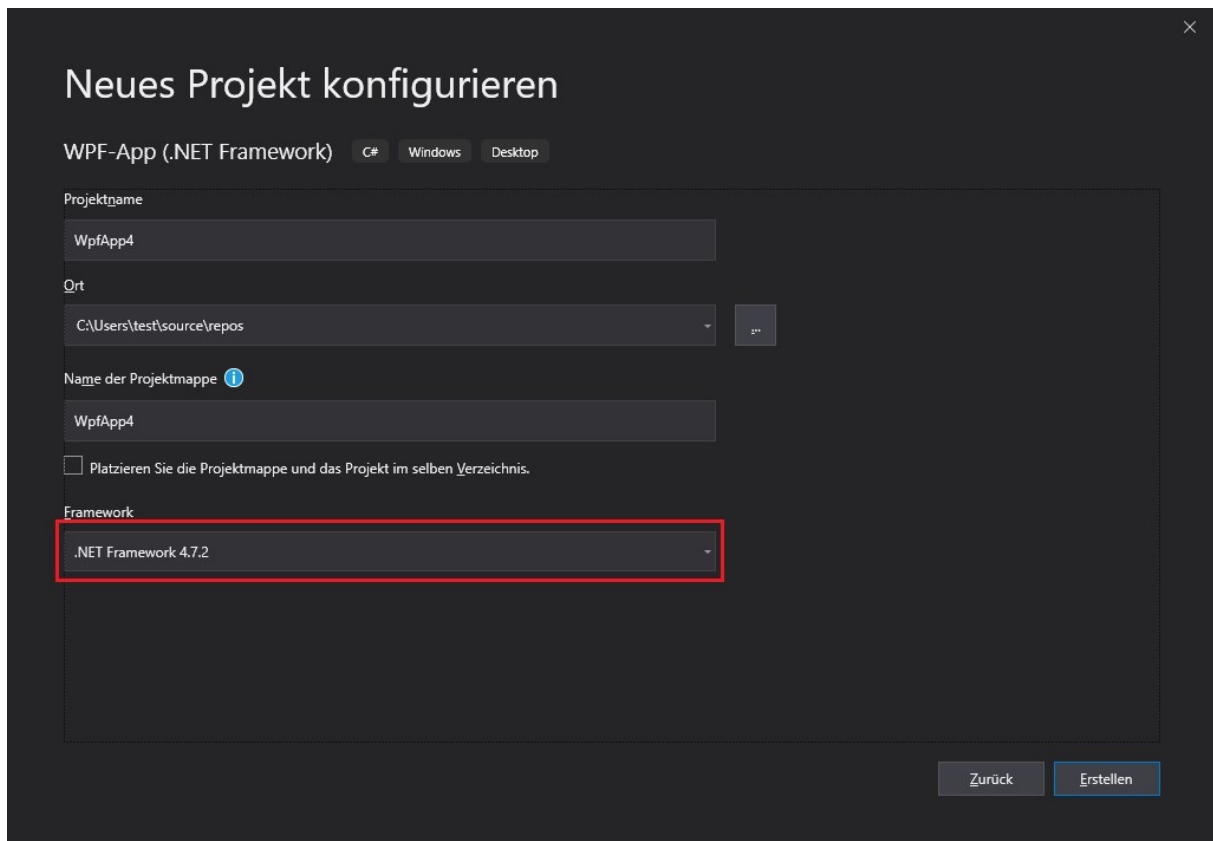 Neues Projekt konfigurieren
WPF-App (.NET Framework) C# Windows Desktop
Projektname
WpfApp4
Ort
C:\Users\test\source\repos
...
Name der Projektmappe
WpfApp4
Platzieren Sie die Projektmappe und das Projekt im selben Verzeichnis.
Framework
.NET Framework 4.7.2
Zurück Erstellen